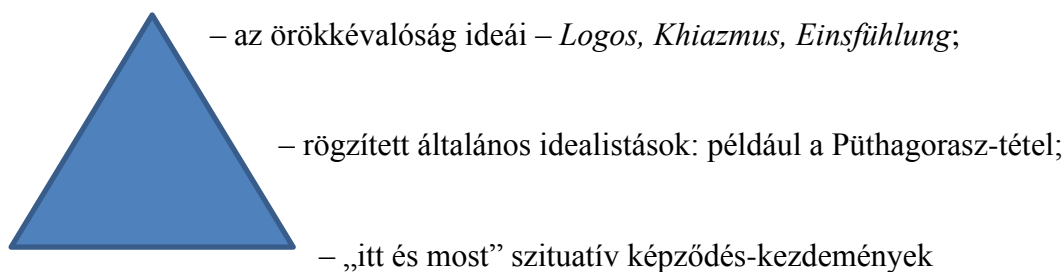 – az örökkévalóság ideái – Logos, Khiazmus, Einsfühlung;
– rögzített általános idealistások: például a Püthagorasz-tétel;
– „itt és most” szituatív képződés-kezdemények